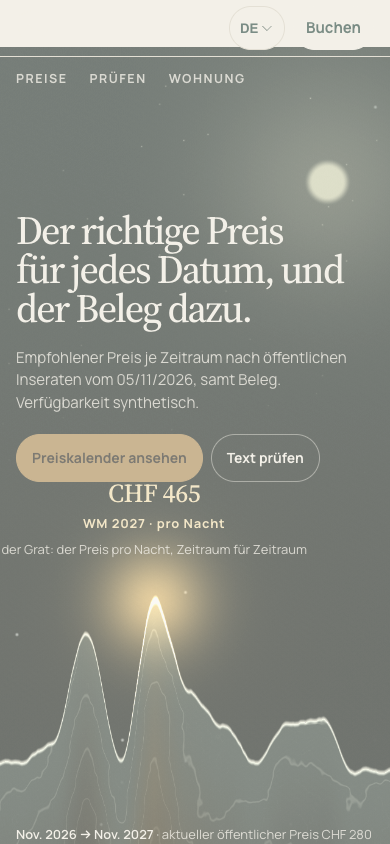 DE
Buchen
PREISE PRÜFEN WOHNUNG
Der richtige Preis
für jedes Datum, und
der Beleg dazu.
Empfohlener Preis je Zeitraum nach öffentlichen
Inseraten vom 05/11/2026, samt Beleg.
Verfügbarkeit synthetisch.
Preiskalender ansehen
Text prüfen
CHF 465
WM 2027 · pro Nacht
der Grat: der Preis pro Nacht, Zeitraum für Zeitraum
Nov. 2026 → Nov. 2027 · aktueller öffentlicher Preis CHF 280